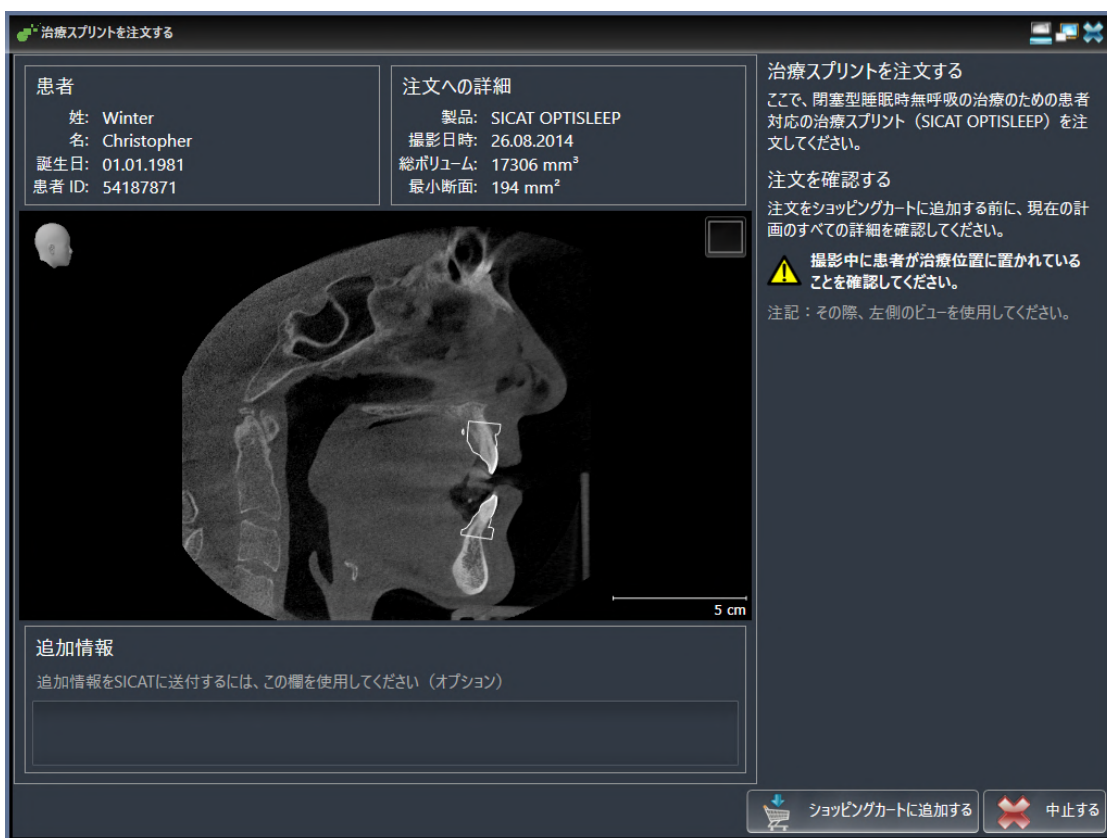 治療スプリントを注文する
患者
姓: Winter
名: Christopher
誕生日: 01.01.1981
患者 ID: 54187871
注文への詳細
製品: SICAT OPTISLEEP
撮影日時: 26.08.2014
総ボリューム: 17306 mm³
最小断面: 194 mm²
5 cm
追加情報
追加情報をSICATに送付するには、この欄を使用してください（オプション）
治療スプリントを注文する
ここで、閉塞型睡眠時無呼吸の治療のための患者
対応の治療スプリント（SICAT OPTISLEEP）を注
文してください。
注文を確認する
注文をショッピングカートに追加する前に、現在の計
画のすべての詳細を確認してください。
撮影中に患者が治療位置に置かれている
ことを確認してください。
注記：その際、左側のビューを使用してください。
ショッピングカートに追加する
中止する